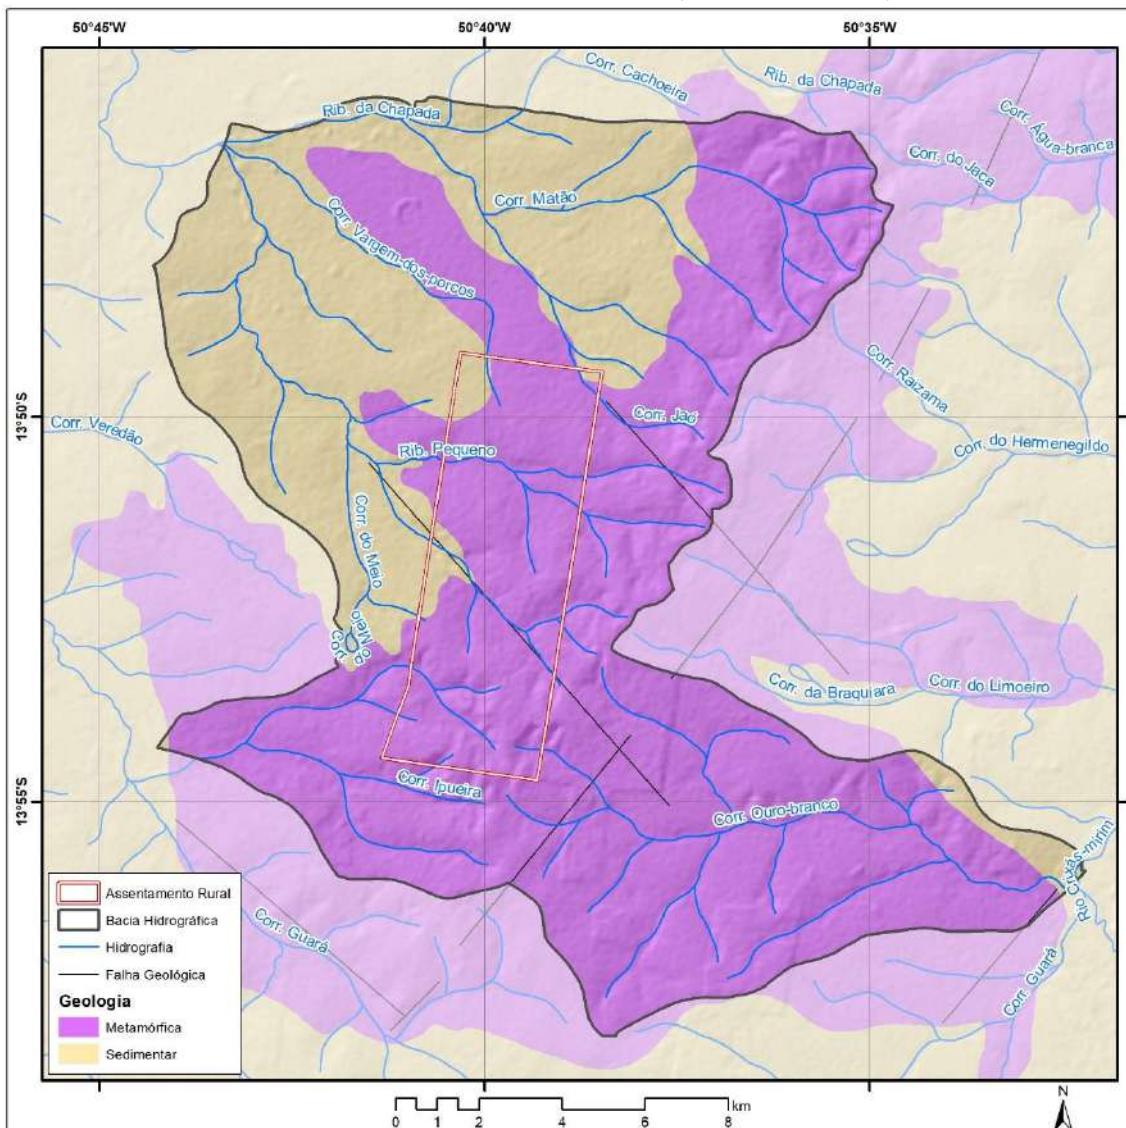 50°45'W
50°40'W
50°35'W
Corr. Cachoeira
Rib. da Chapada
Rib. da Chapada
Corr. Água-branca
Corr. do Jaca
Corr. Matão
Corr. Vargem-dos-porcos
Corr. Raizama
13°50'S
Corr. Veredão
Corr. Jaó
Rib. Pequeno
Corr. do Hermenegildo
Corr. do Meio
Corr. do Meio
Corr. da Braquiara
Corr. do Limoeiro
13°55'S
Corr. Ipueira
Corr. Ouro-branco
Rio Crixás-mirim
Corr. Guará
Corr. Guará
Assentamento Rural
Bacia Hidrográfica
Hidrografia
Falha Geológica
Geologia
Metamórfica
Sedimentar
km
0 1 2 4 6 8
N